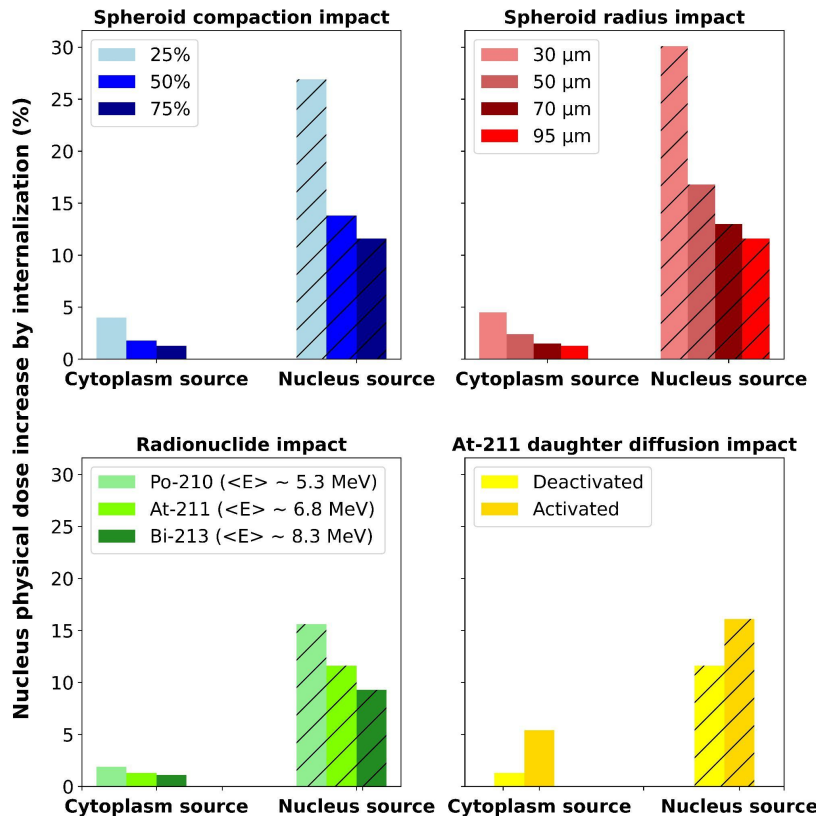 Nucleus physical dose increase by internalization (%)
Spheroid compaction impact
30
25
20
15
10
5
0
25%
50%
75%
Cytoplasm source
Nucleus source
Spheroid radius impact
30 µm
50 µm
70 µm
95 µm
Cytoplasm source
Nucleus source
Radionuclide impact
30
25
20
15
10
5
0
Po-210 (<E> ~ 5.3 MeV)
At-211 (<E> ~ 6.8 MeV)
Bi-213 (<E> ~ 8.3 MeV)
Cytoplasm source
Nucleus source
At-211 daughter diffusion impact
Deactivated
Activated
Cytoplasm source
Nucleus source